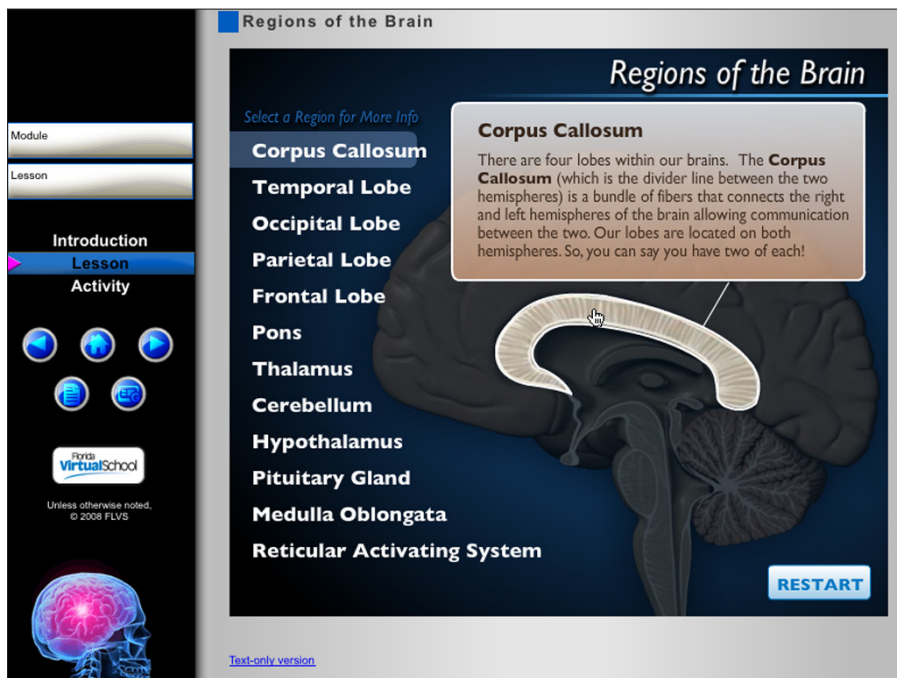 Regions of the Brain
Module
Lesson
Introduction
Lesson
Activity
Florida
VirtualSchool
Unless otherwise noted,
© 2008 FLVS
Regions of the Brain
Select a Region for More Info
Corpus Callosum
Temporal Lobe
Occipital Lobe
Parietal Lobe
Frontal Lobe
Pons
Thalamus
Cerebellum
Hypothalamus
Pituitary Gland
Medulla Oblongata
Reticular Activating System
Corpus Callosum
There are four lobes within our brains. The Corpus
Callosum (which is the divider line between the two
hemispheres) is a bundle of fibers that connects the right
and left hemispheres of the brain allowing communication
between the two. Our lobes are located on both
hemispheres. So, you can say you have two of each!
RESTART
Text-only version